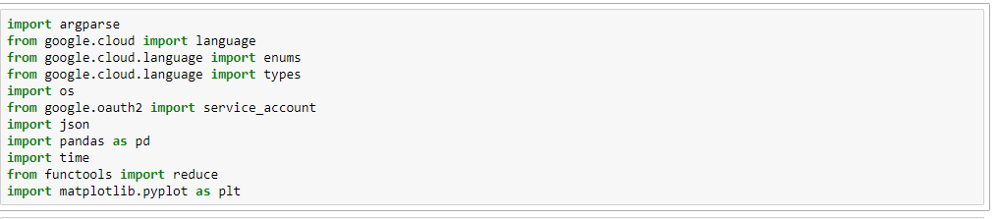 import argparse
from google.cloud import language
from google.cloud.language import enums
from google.cloud.language import types
import os
from google.oauth2 import service_account
import json
import pandas as pd
import time
from functools import reduce
import matplotlib.pyplot as plt